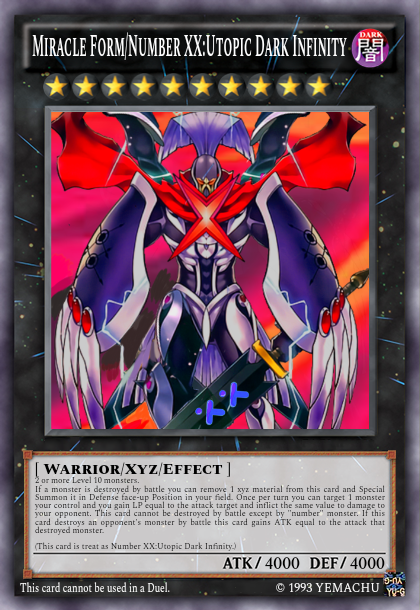 Miracle Form/Number XX:Utopic Dark Infinity
DARK
闇
[ Warrior/Xyz/Effect ]
2 or more Level 10 monsters.
If a monster is destroyed by battle you can remove 1 xyz material from this card and Special
Summon it in Defense face-up Position in your field. Once per turn you can target 1 monster
your control and you gain LP equal to the attack target and inflict the same value to damage to
your opponent. This card cannot be destroyed by battle except by "number" monster. If this
card destroys an opponent's monster by battle this card gains ATK equal to the attack that
destroyed monster.
(This card is treat as Number XX:Utopic Dark Infinity.)
ATK / 4000 DEF / 4000
This card cannot be used in a Duel.
© 1993 YEMACHU